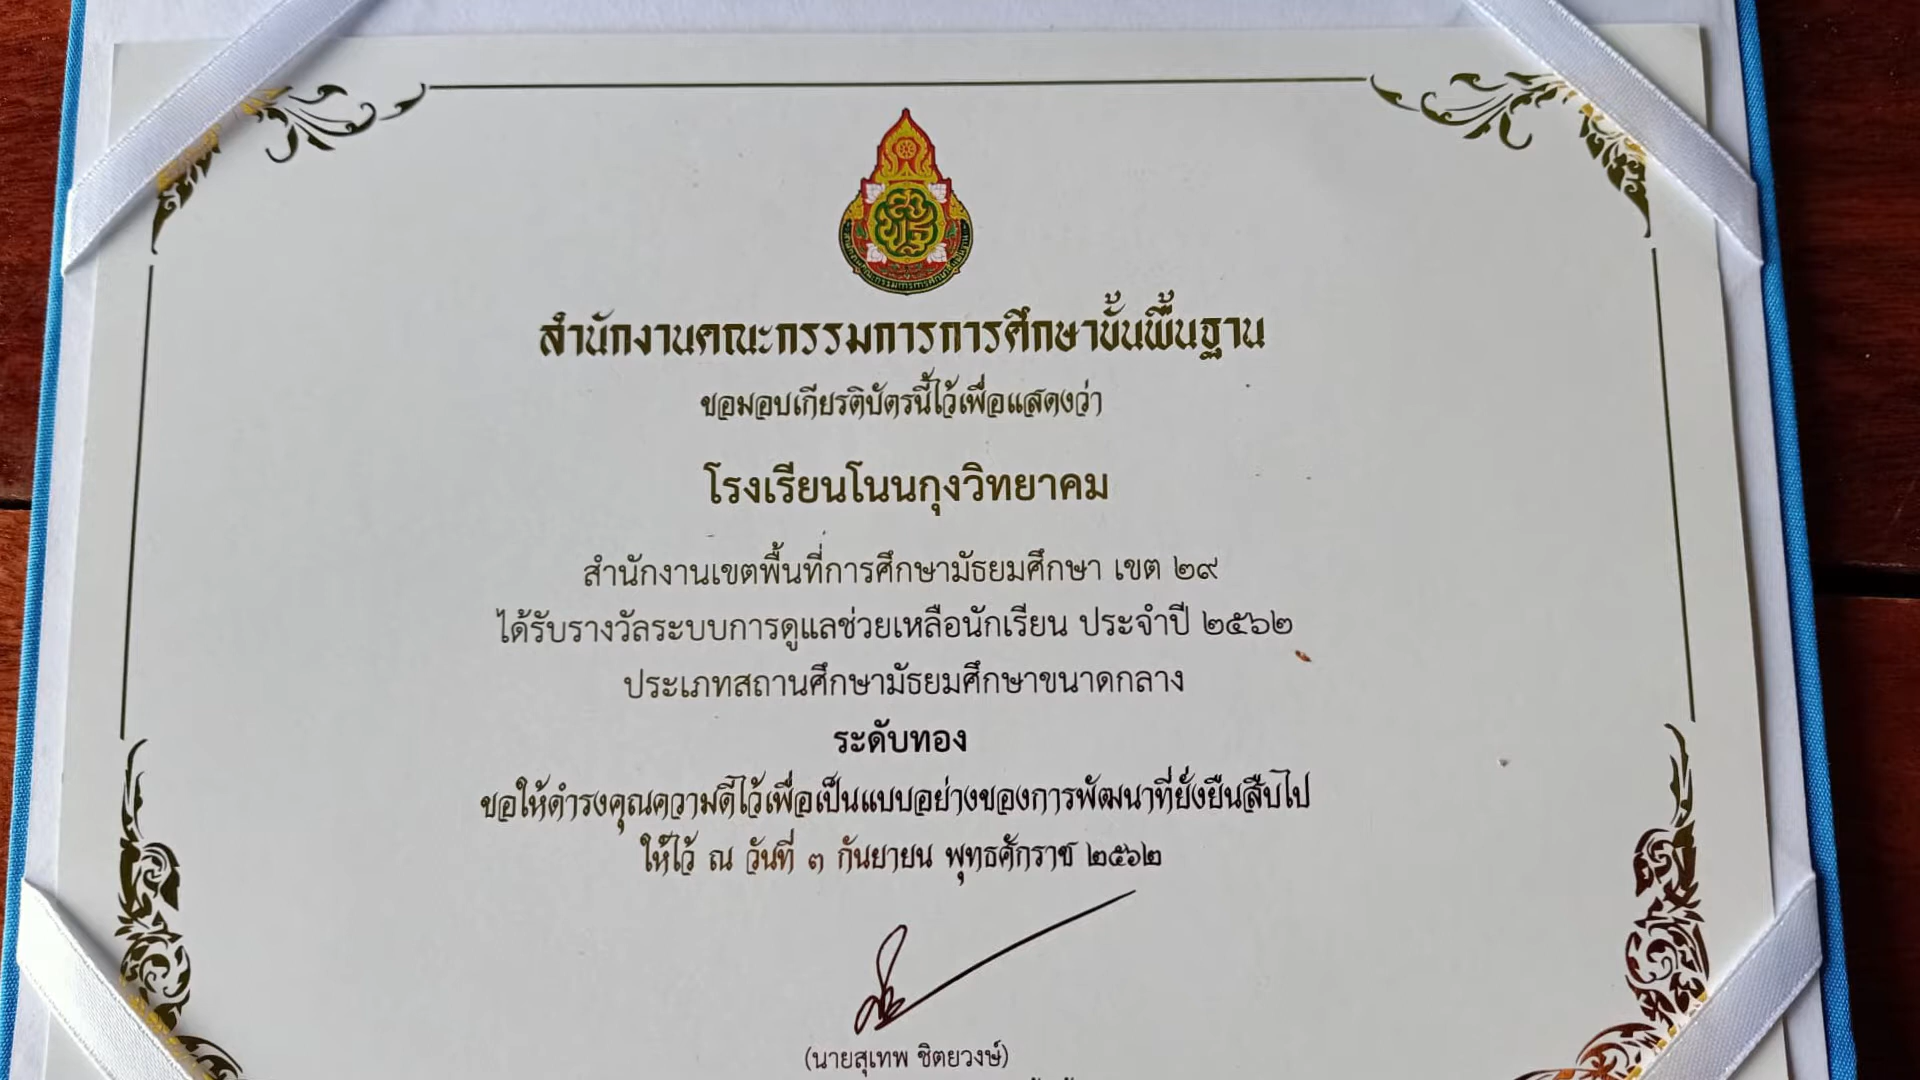 สำนักงานคณะกรรมการการศึกษาขั้นพื้นฐาน
ขอมอบเกียรติบัตรนี้ไว้เพื่อแสดงว่า
โรงเรียนโนนกุงวิทยาคม
สำนักงานเขตพื้นที่การศึกษามัธยมศึกษา เขต ๒๙
ได้รับรางวัลระบบการดูแลช่วยเหลือนักเรียน ประจำปี ๒๕๖๒
ประเภทสถานศึกษามัธยมศึกษาขนาดกลาง
ระดับทอง
ขอให้ดำรงคุณความดีไว้เพื่อเป็นแบบอย่างของการพัฒนาที่ยั่งยืนสืบไป
ให้ไว้ ณ วันที่ ๓ กันยายน พุทธศักราช ๒๕๖๒
(นายสุเทพ ชิตยวงษ์)